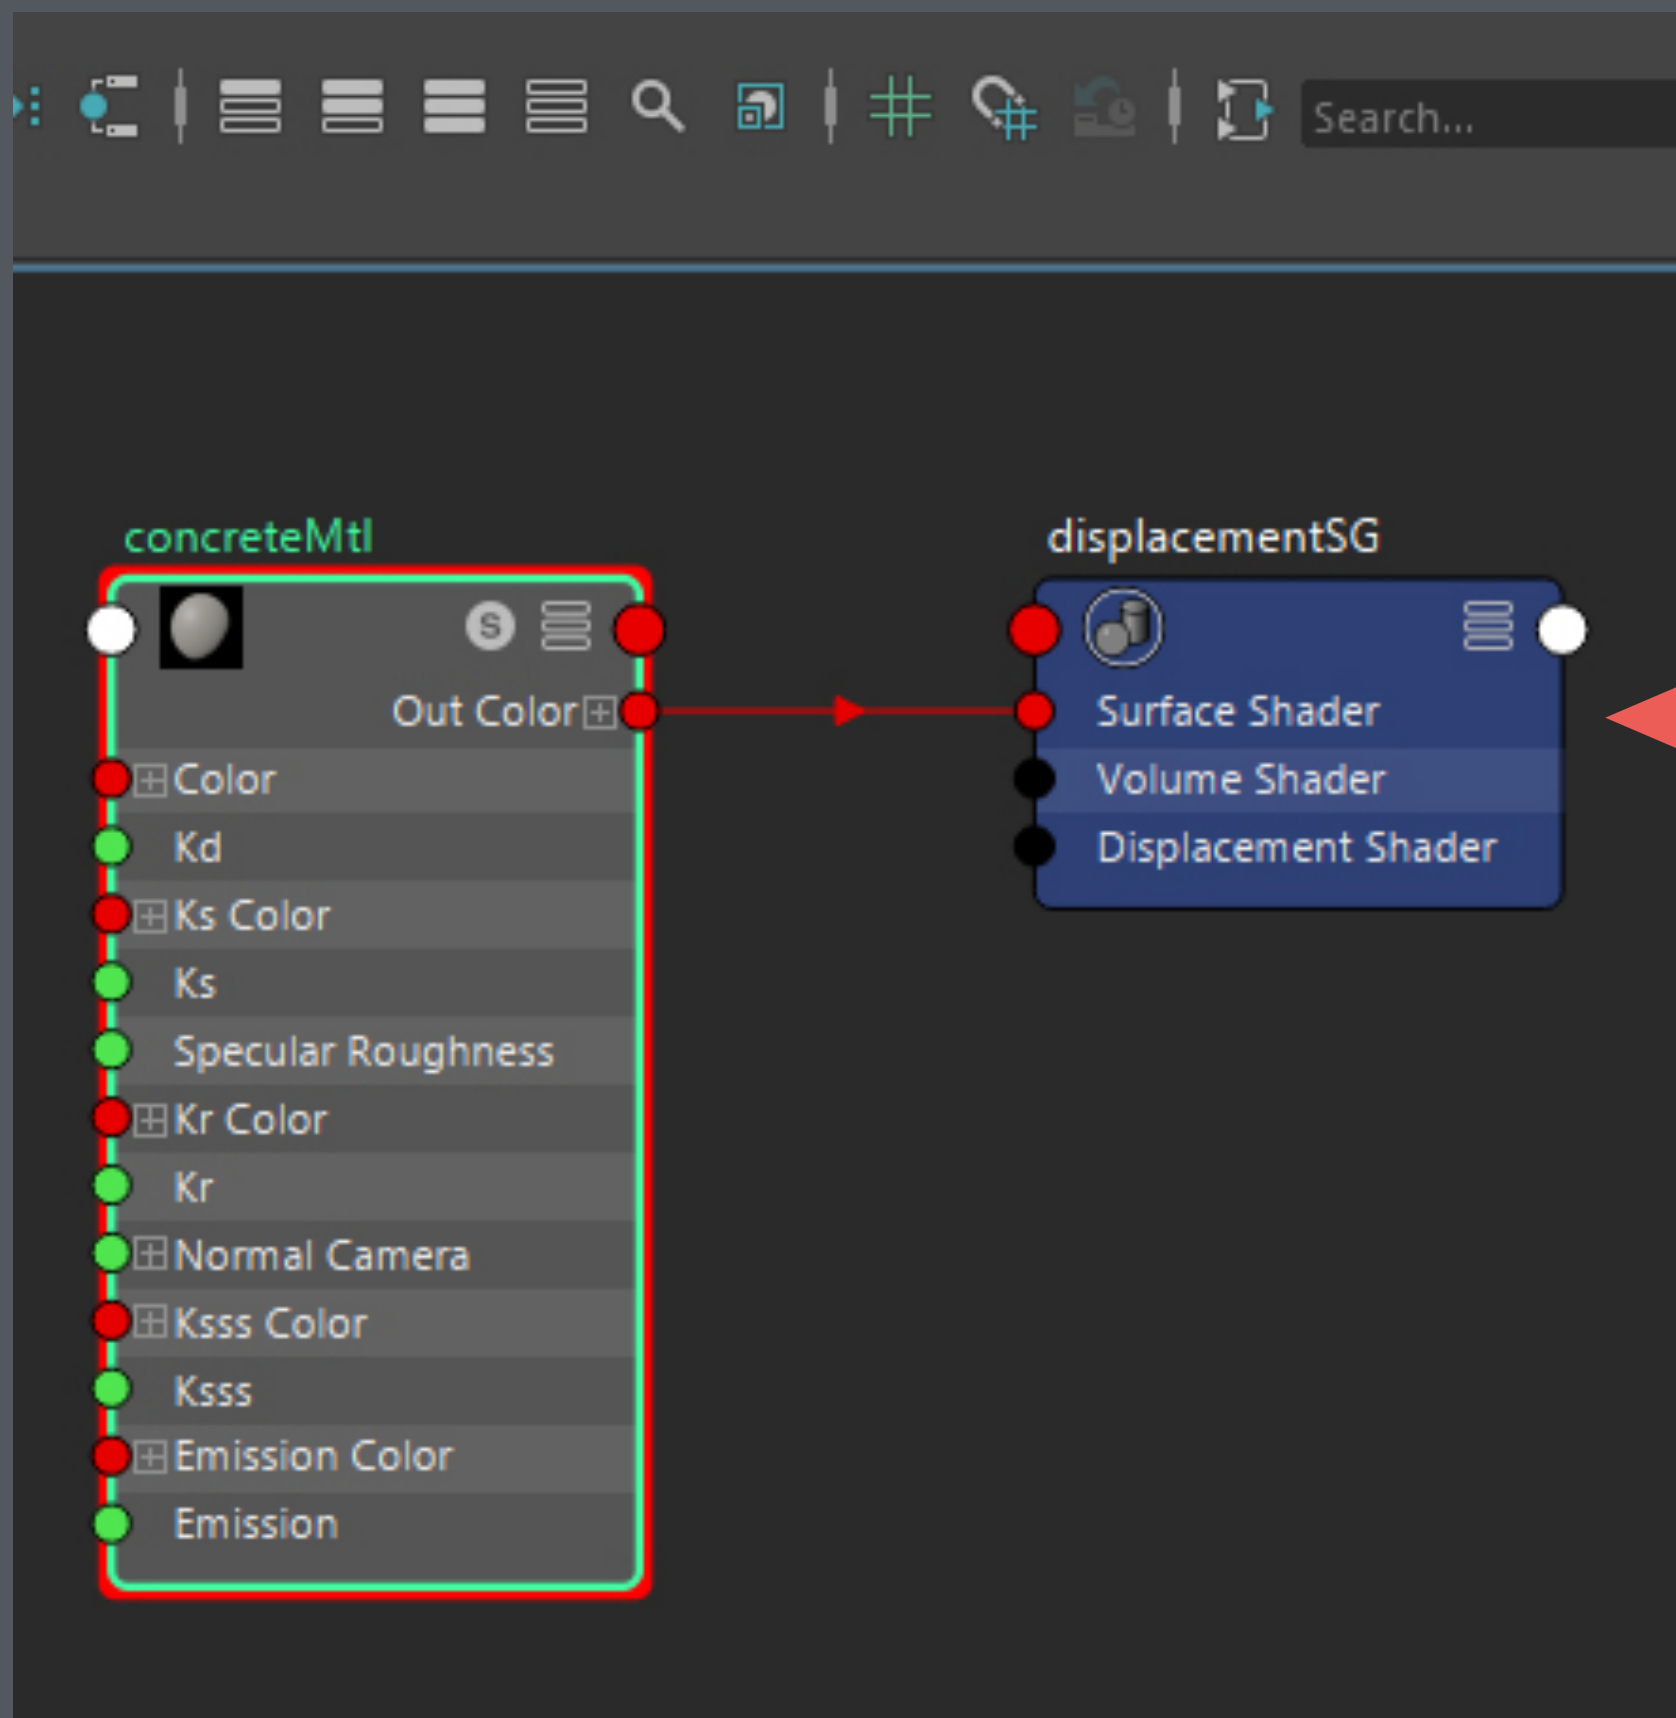 Search...
concreteMtl
displacementSG
S
Out Color
Surface Shader
Color
Volume Shader
Kd
Displacement Shader
Ks Color
Ks
Specular Roughness
Kr Color
Kr
Normal Camera
Ksss Color
Ksss
Emission Color
Emission